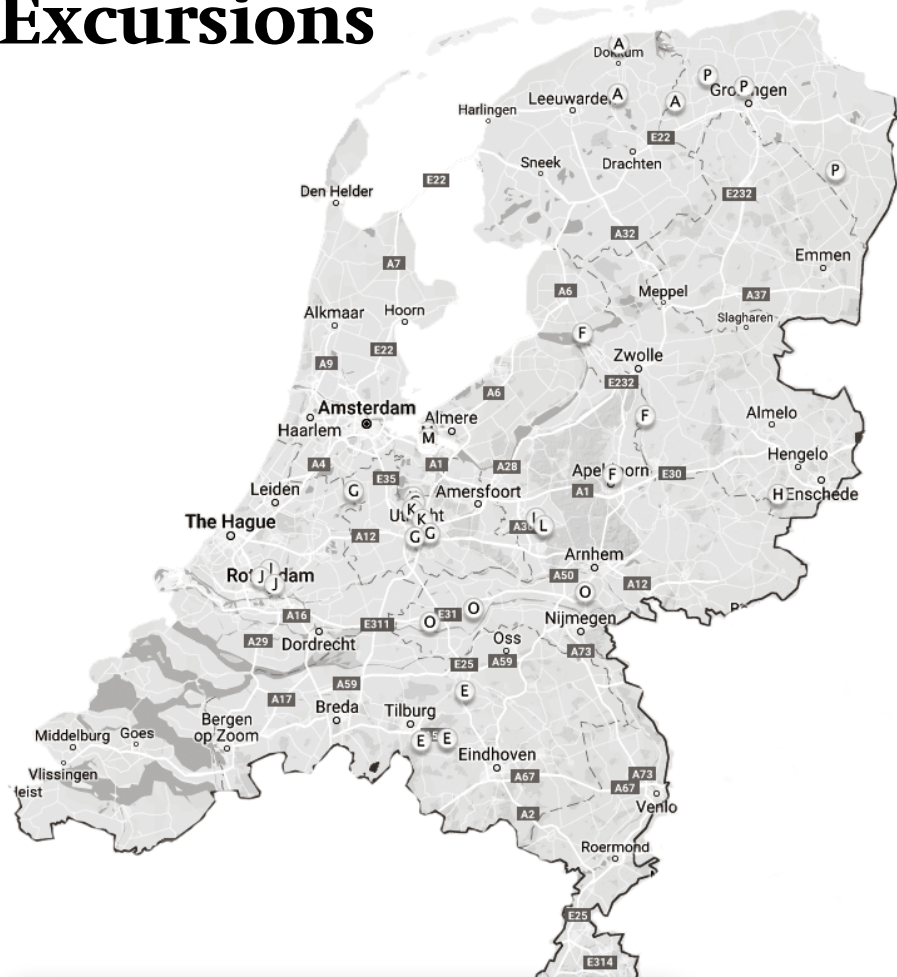 Excursions
A
Dokkum
P
P
Groningen
A
A
Leeuwarden
Harlingen
E22
Sneek
Drachten
P
E22
Den Helder
E232
A32
Emmen
A7
A6
Meppel
A37
Alkmaar
Hoorn
Slagharen
F
E22
Zwolle
A9
E232
A6
Amsterdam
Almere
F
Almelo
Haarlem
M
Hengelo
A4
A1
A28
Apeldoorn
F
E30
E35
G
Leiden
Amersfoort
A1
H
Enschede
K
Utrecht
K
The Hague
L
A12
G
G
Arnhem
Rotterdam
J
J
A50
A12
O
A16
E31
O
O
Nijmegen
E311
A29
Dordrecht
Oss
A73
E25
A59
A59
E
A17
Breda
Tilburg
Bergen
op Zoom
Middelburg
Goes
E
E
Eindhoven
Vlissingen
A67
A73
A67
Venlo
A2
Roermond
E25
E314